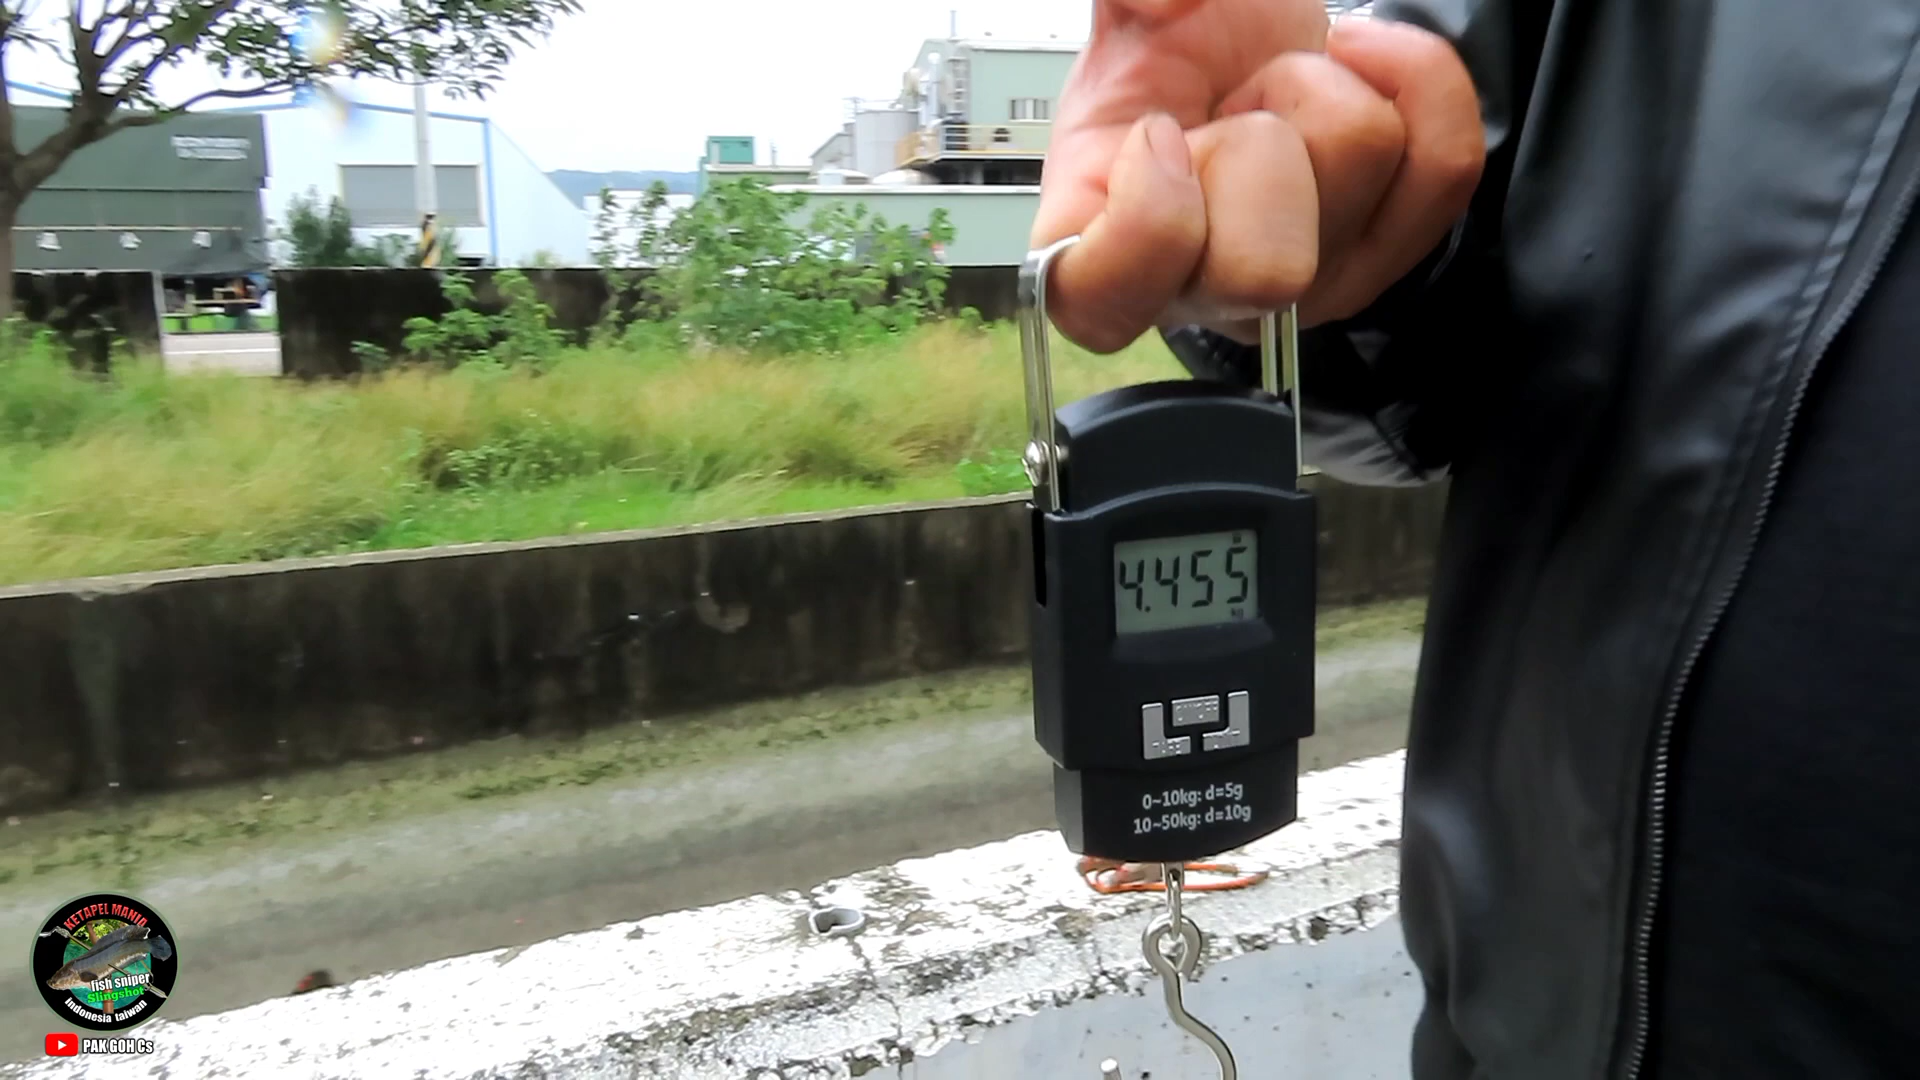 4.455
kg
0~10kg: d=5g
10~50kg: d=10g
KETAPEL MANIA
fish sniper
Slingshot
Indonesia taiwan
PAK GOH Cs